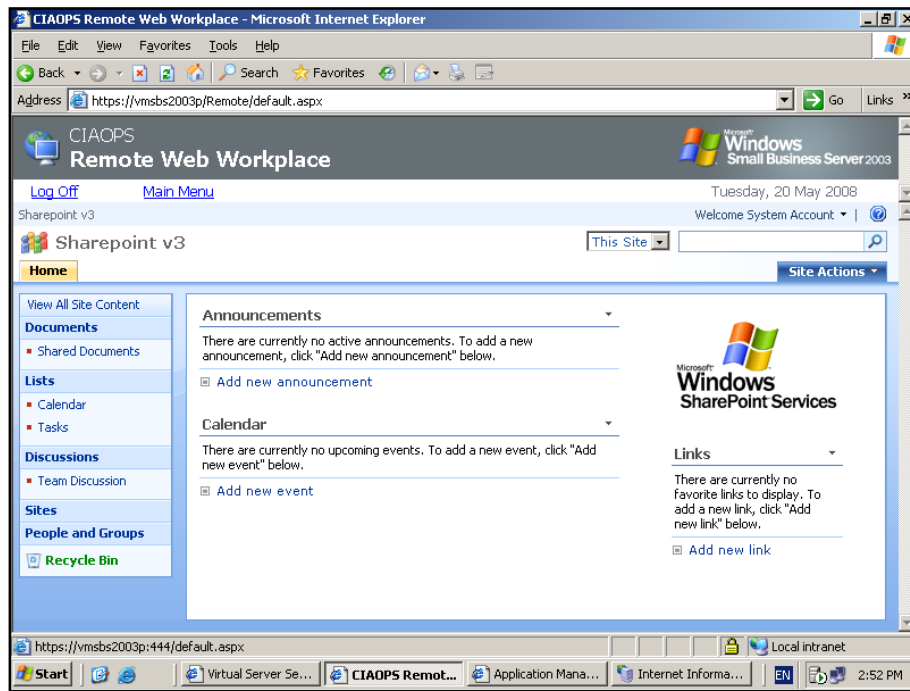 CIAOPS Remote Web Workplace - Microsoft Internet Explorer
File Edit View Favorites Tools Help
Back Search Favorites
Address https://vmsbs2003p/Remote/default.aspx Go Links »
CIAOPS
Remote Web Workplace
Microsoft
Windows
Small Business Server 2003
Log Off Main Menu Tuesday, 20 May 2008
Sharepoint v3 Welcome System Account
Sharepoint v3 This Site
Home Site Actions
View All Site Content
Documents
Shared Documents
Lists
Calendar
Tasks
Discussions
Team Discussion
Sites
People and Groups
Recycle Bin
Announcements
There are currently no active announcements. To add a new
announcement, click "Add new announcement" below.
Add new announcement
Calendar
There are currently no upcoming events. To add a new event, click "Add
new event" below.
Add new event
Microsoft
Windows
SharePoint Services
Links
There are currently no
favorite links to display. To
add a new link, click "Add
new link" below.
Add new link
https://vmsbs2003p:444/default.aspx Local intranet
Start Virtual Server Se... CIAOPS Remot... Application Mana... Internet Informa... EN 2:52 PM